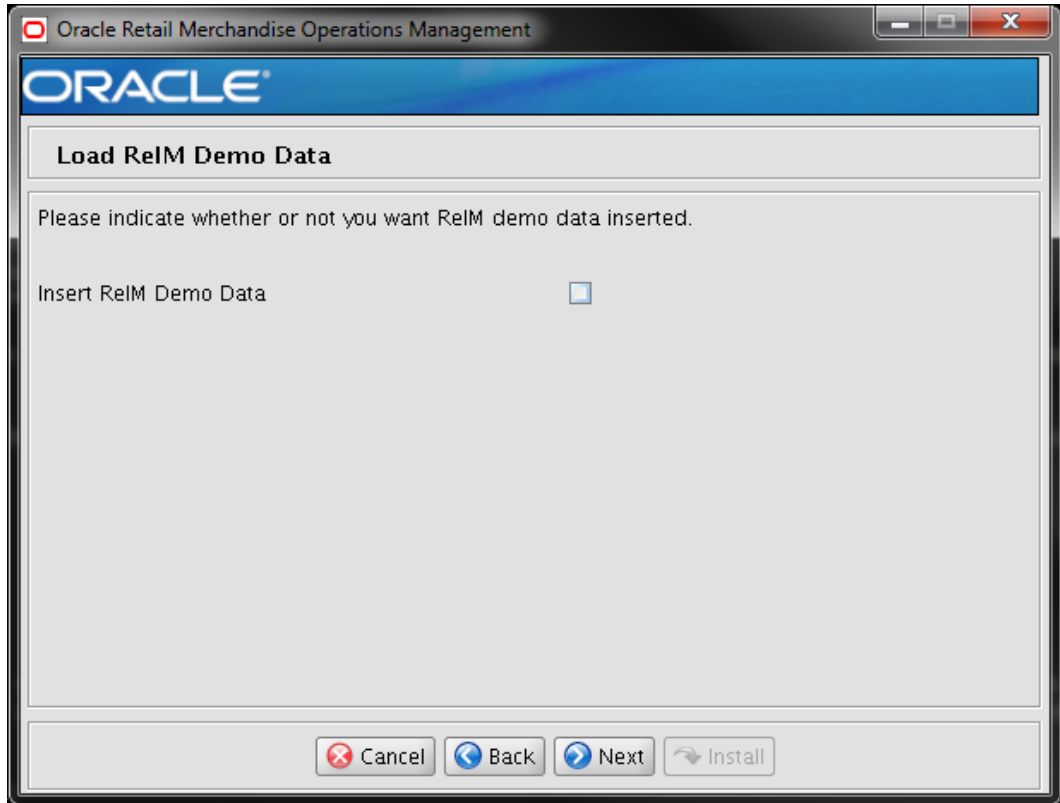 Oracle Retail Merchandise Operations Management
ORACLE®
Load ReIM Demo Data
Please indicate whether or not you want ReIM demo data inserted.
Insert ReIM Demo Data
Cancel Back Next Install